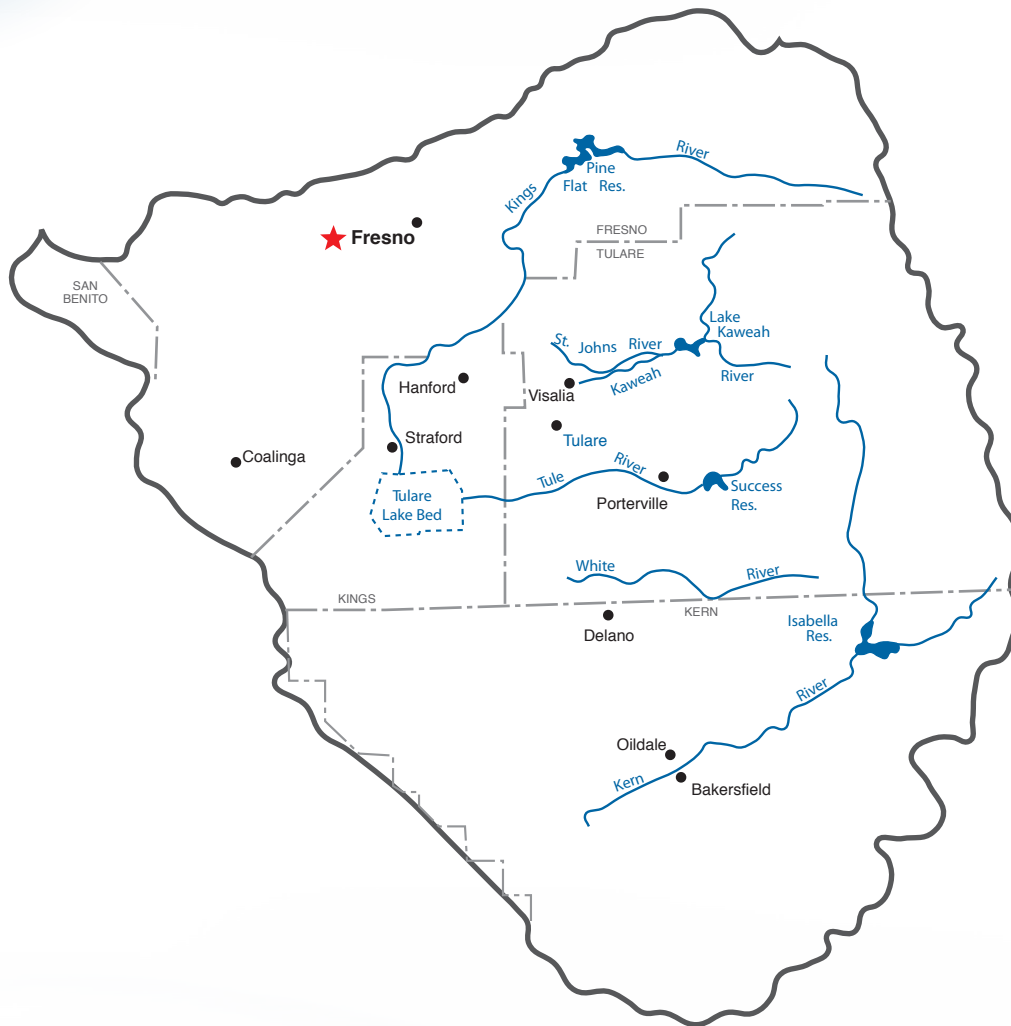 River
Pine
Flat Res.
Kings
Fresno
FRESNO
TULARE
SAN
BENITO
Lake
Kaweah
St. Johns River
Kaweah River
Hanford
Visalia
Straford
Tulare
Coalinga
Tule River
Tulare
Lake Bed
Porterville
Success
Res.
White River
KINGS
KERN
Delano
Isabella
Res.
River
Oildale
Kern
Bakersfield